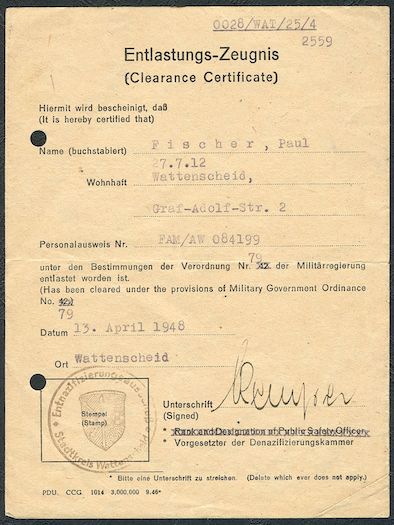 0028/WAT/25/4
2559
Entlastungs-Zeugnis
(Clearance Certificate)
Hiermit wird bescheinigt, daß
(It is hereby certified that)
Name (buchstabiert) Fischer, Paul
27.7.12
Wohnhaft Wattenscheid,
Graf-Adolf-Str. 2
Personalausweis Nr. FAM/AW 084199
79
unter den Bestimmungen der Verordnung Nr. 42. der Militärregierung
entlastet worden ist.
(Has been cleared under the provisions of Military Government Ordinance
No. 42.)
79
Datum 13. April 1948
Ort Wattenscheid
Stempel
(Stamp)
Entnazifizierungsausschuß
Stadtkreis Wattenscheid
Unterschrift
(Signed)
* Rank and Designation of Public Safety Officer
* Vorgesetzter der Denazifizierungskammer
* Bitte eine Unterschrift zu streichen. (Delete which ever does not apply.)
PDU. CCG. 1014 3,000,000 9.46*